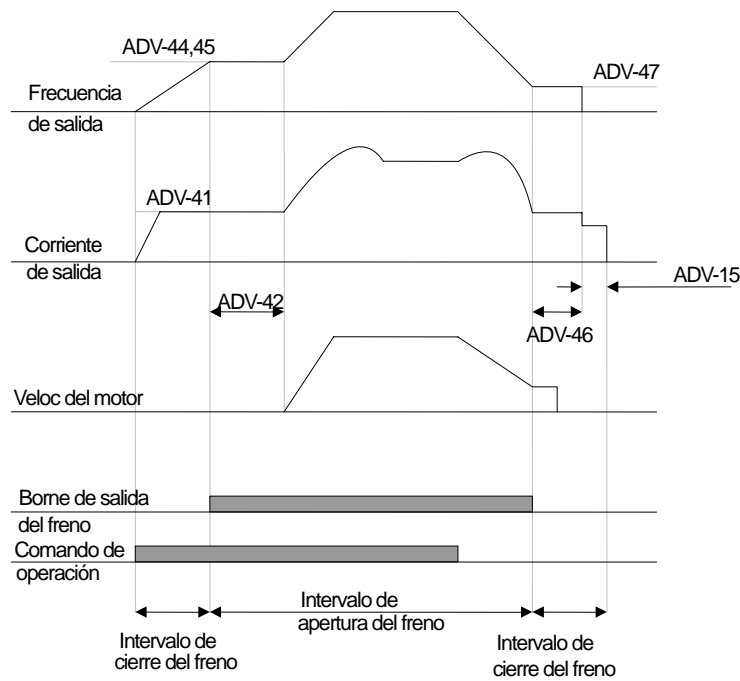 ADV-44,45
ADV-47
Frecuencia
de salida
ADV-41
Corriente
de salida
ADV-15
ADV-42
ADV-46
Veloc del motor
Borne de salida
del freno
Comando de
operación
Intervalo de
apertura del freno
Intervalo de
cierre del freno
Intervalo de
cierre del freno